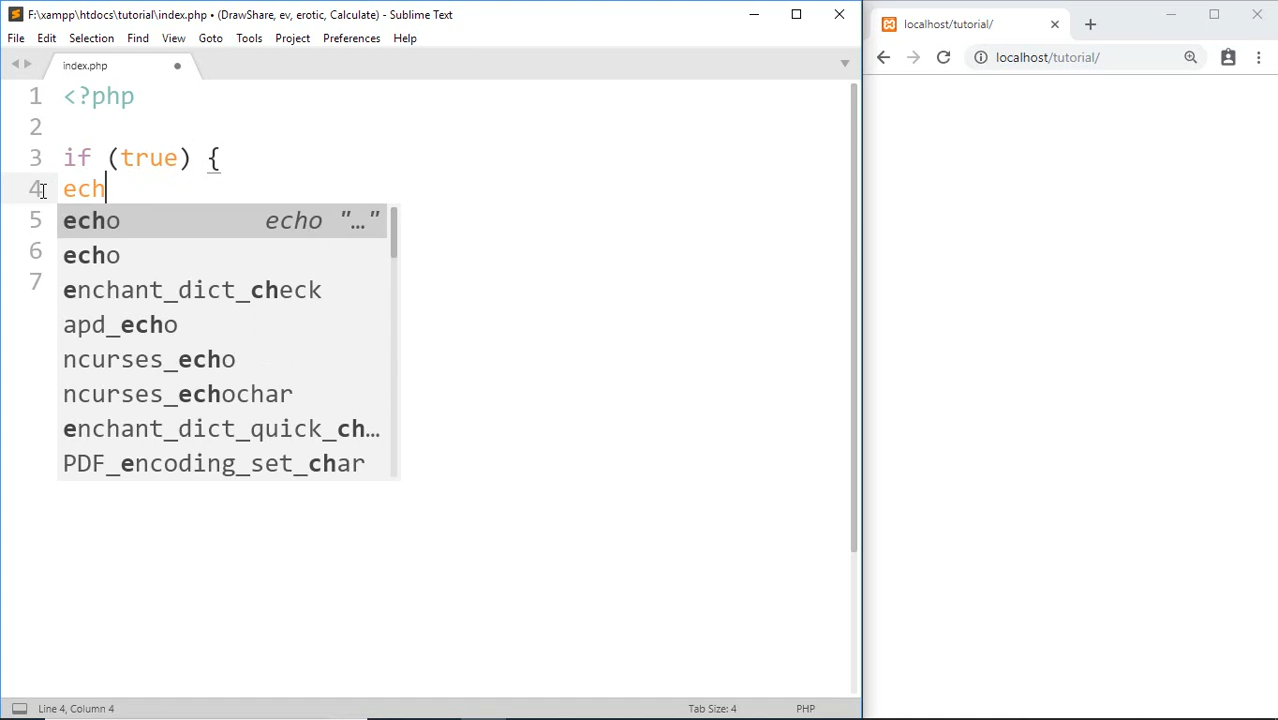 F:\xampp\htdocs\tutorial\index.php • (DrawShare, ev, erotic, Calculate) - Sublime Text
File Edit Selection Find View Goto Tools Project Preferences Help
index.php
1 <?php
2
3 if (true) {
4 ech
5
6
7
echo echo "…"
echo
enchant_dict_check
apd_echo
ncurses_echo
ncurses_echochar
enchant_dict_quick_ch…
PDF_encoding_set_char
Line 4, Column 4
Tab Size: 4 PHP
localhost/tutorial/
localhost/tutorial/